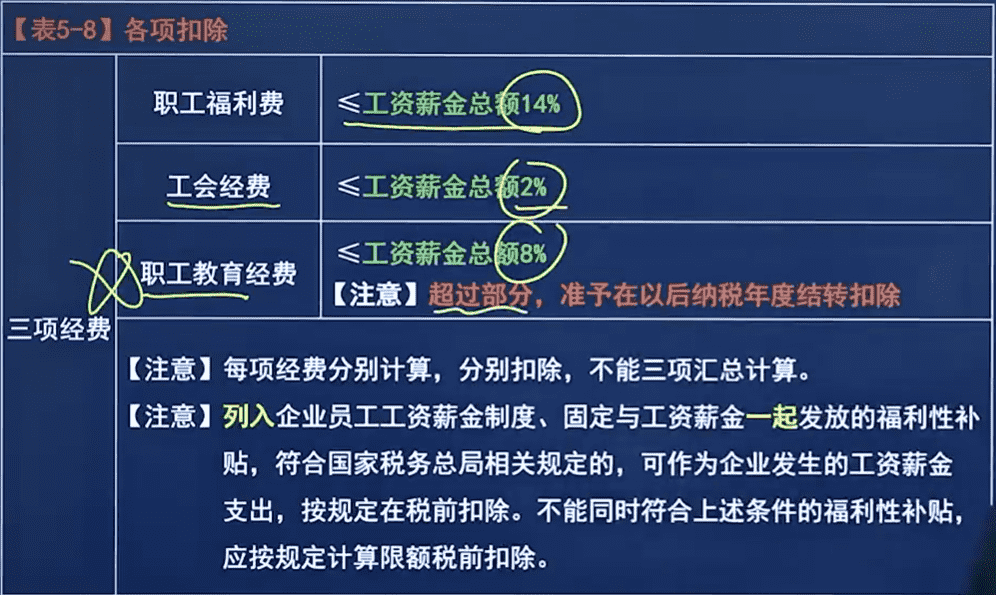 【表5-8】各项扣除
三项经费
职工福利费
≤工资薪金总额14%
工会经费
≤工资薪金总额2%
职工教育经费
≤工资薪金总额8%
【注意】超过部分，准予在以后纳税年度结转扣除
【注意】每项经费分别计算，分别扣除，不能三项汇总计算。
【注意】列入企业员工工资薪金制度、固定与工资薪金一起发放的福利性补
贴，符合国家税务总局相关规定的，可作为企业发生的工资薪金
支出，按规定在税前扣除。不能同时符合上述条件的福利性补贴，
应按规定计算限额税前扣除。